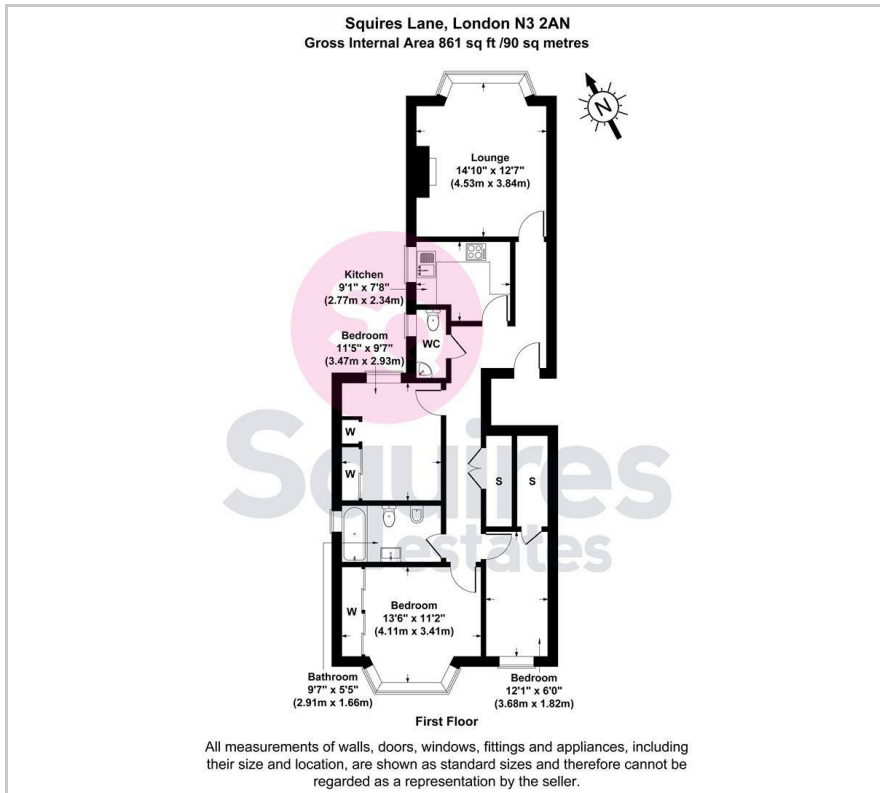 Squires Lane, London N3 2AN
Gross Internal Area 861 sq ft /90 sq metres
N
Lounge
14'10" x 12'7"
(4.53m x 3.84m)
Kitchen
9'1" x 7'8"
(2.77m x 2.34m)
WC
Bedroom
11'5" x 9'7"
(3.47m x 2.93m)
W
W
S
S
Squires
estates
W
Bedroom
13'6" x 11'2"
(4.11m x 3.41m)
Bathroom
9'7" x 5'5"
(2.91m x 1.66m)
Bedroom
12'1" x 6'0"
(3.68m x 1.82m)
First Floor
All measurements of walls, doors, windows, fittings and appliances, including
their size and location, are shown as standard sizes and therefore cannot be
regarded as a representation by the seller.